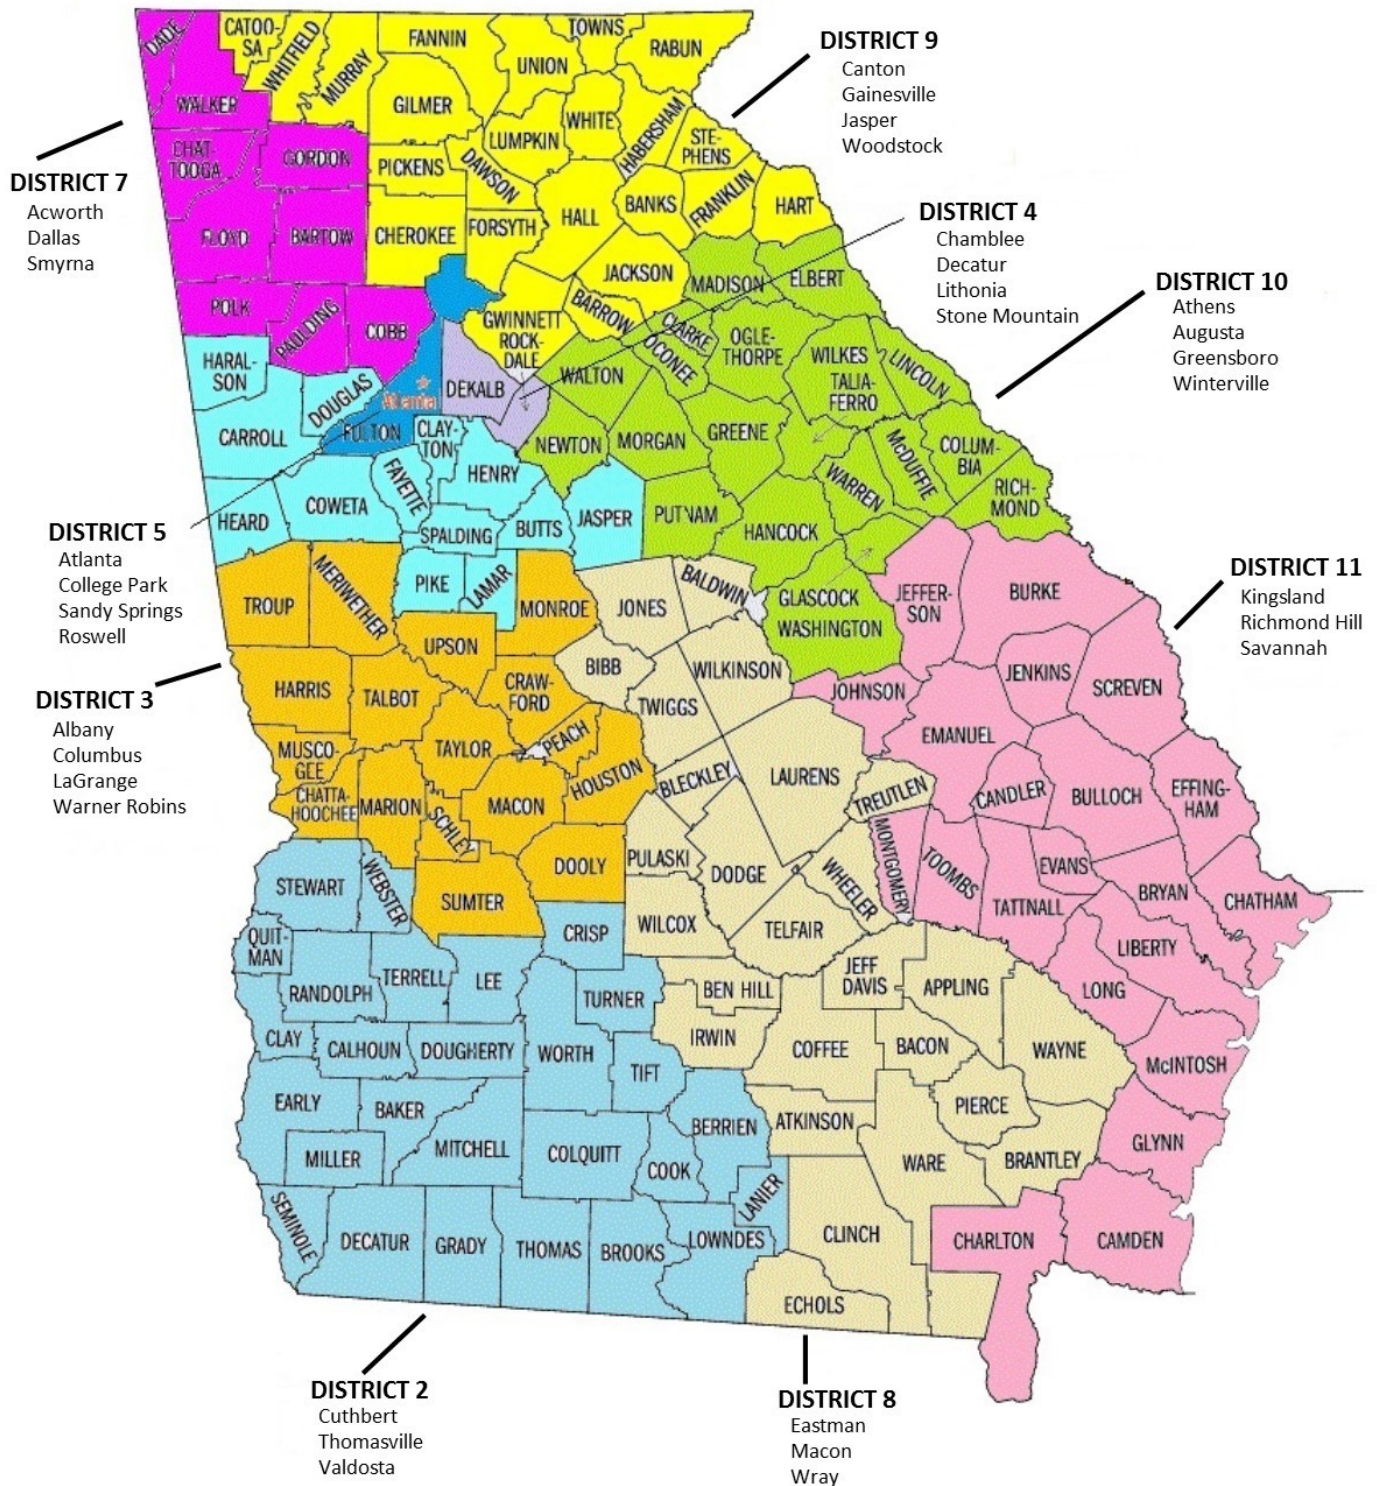 DADE
CATOO-
SA
WHITFIELD
MURRAY
FANNIN
UNION
TOWNS
RABUN
WALKER
GILMER
LUMPKIN
WHITE
HABERSHAM
STE-
PHENS
CHAT-
TOOGA
GORDON
PICKENS
DAWSON
BANKS
FRANKLIN
HART
FLOYD
BARTOW
CHEROKEE
FORSYTH
HALL
JACKSON
MADISON
ELBERT
POLK
PAULDING
COBB
GWINNETT
BARROW
CLARKE
OCONEE
OGLE-
THORPE
WILKES
LINCOLN
HARAL-
SON
DOUGLAS
Atlanta
FULTON
DEKALB
ROCK-
DALE
WALTON
TALIA-
FERRO
CARROLL
CLAY-
TON
HENRY
NEWTON
MORGAN
GREENE
WARREN
McDUFFIE
COLUM-
BIA
RICH-
MOND
HEARD
COWETA
FAYETTE
SPALDING
BUTTS
JASPER
PUTNAM
HANCOCK
TROUP
MERIWETHER
PIKE
LAMAR
MONROE
JONES
BALDWIN
GLASCOCK
WASHINGTON
JEFFER-
SON
BURKE
UPSON
BIBB
WILKINSON
JENKINS
SCREVEN
HARRIS
TALBOT
CRAW-
FORD
TWIGGS
JOHNSON
EMANUEL
MUSCO-
GEE
TAYLOR
PEACH
HOUSTON
BLECKLEY
LAURENS
TREUTLEN
CANDLER
BULLOCH
EFFING-
HAM
CHATTA-
HOOCHEE
MARION
SCHLEY
MACON
DOOLY
PULASKI
DODGE
WHEELER
MONTGOMERY
TOOMBS
TATTNALL
EVANS
BRYAN
CHATHAM
STEWART
WEBSTER
SUMTER
CRISP
WILCOX
TELFAIR
JEFF
DAVIS
APPLING
LONG
LIBERTY
QUIT-
MAN
RANDOLPH
TERRELL
LEE
TURNER
BEN HILL
IRWIN
COFFEE
BACON
WAYNE
McINTOSH
CLAY
CALHOUN
DOUGHERTY
WORTH
TIFT
EARLY
BAKER
MITCHELL
COLQUITT
COOK
BERRIEN
ATKINSON
PIERCE
BRANTLEY
GLYNN
MILLER
WARE
SEMINOLE
DECATUR
GRADY
THOMAS
BROOKS
LOWNDES
LANIER
CLINCH
ECHOLS
CHARLTON
CAMDEN
DISTRICT 9
Canton
Gainesville
Jasper
Woodstock
DISTRICT 7
Acworth
Dallas
Smyrna
DISTRICT 4
Chamblee
Decatur
Lithonia
Stone Mountain
DISTRICT 10
Athens
Augusta
Greensboro
Winterville
DISTRICT 5
Atlanta
College Park
Sandy Springs
Roswell
DISTRICT 11
Kingsland
Richmond Hill
Savannah
DISTRICT 3
Albany
Columbus
LaGrange
Warner Robins
DISTRICT 2
Cuthbert
Thomasville
Valdosta
DISTRICT 8
Eastman
Macon
Wray